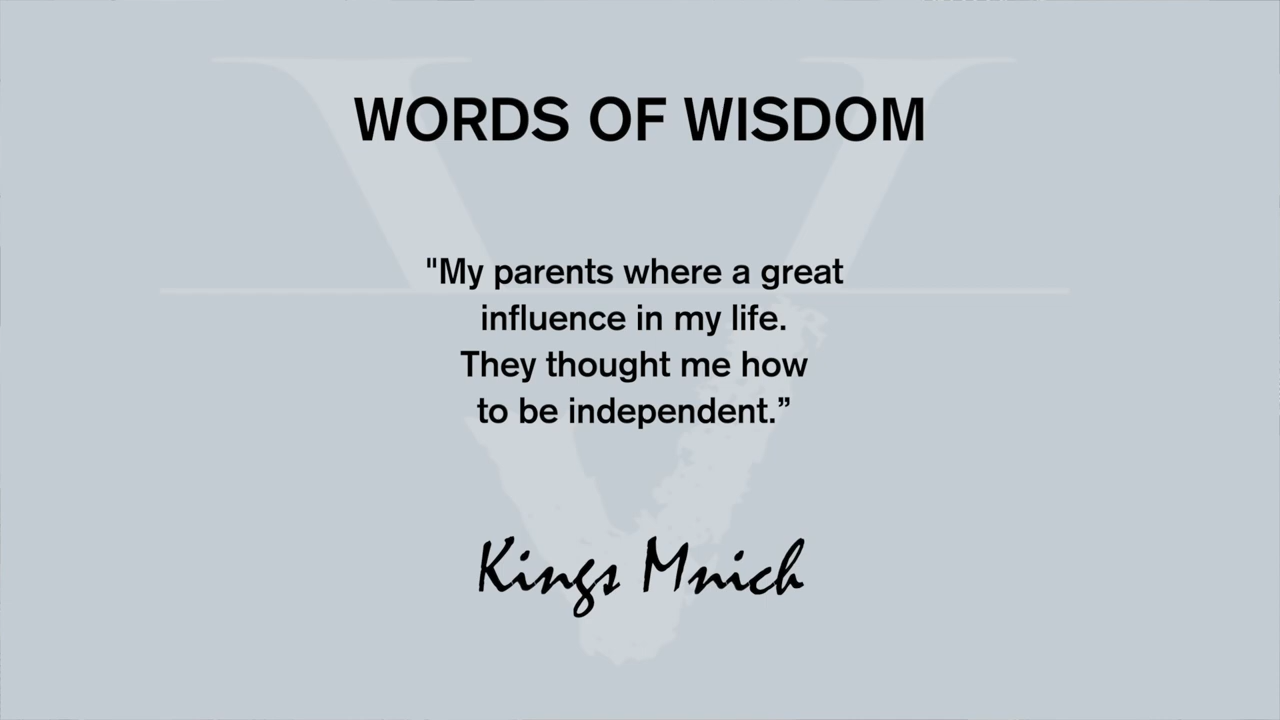 WORDS OF WISDOM
"My parents where a great
influence in my life.
They thought me how
to be independent.”
Kings Mnich